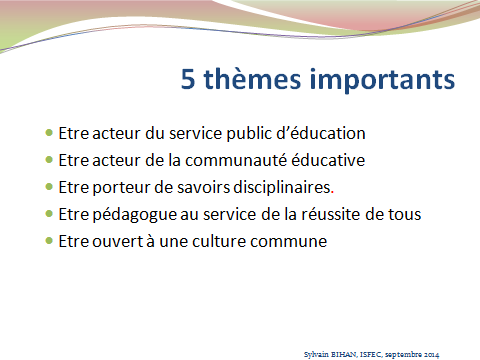 5 thèmes importants
Etre acteur du service public d’éducation
Etre acteur de la communauté éducative
Etre porteur de savoirs disciplinaires.
Etre pédagogue au service de la réussite de tous
Etre ouvert à une culture commune
Sylvain BIHAN, ISFEC, septembre 2014